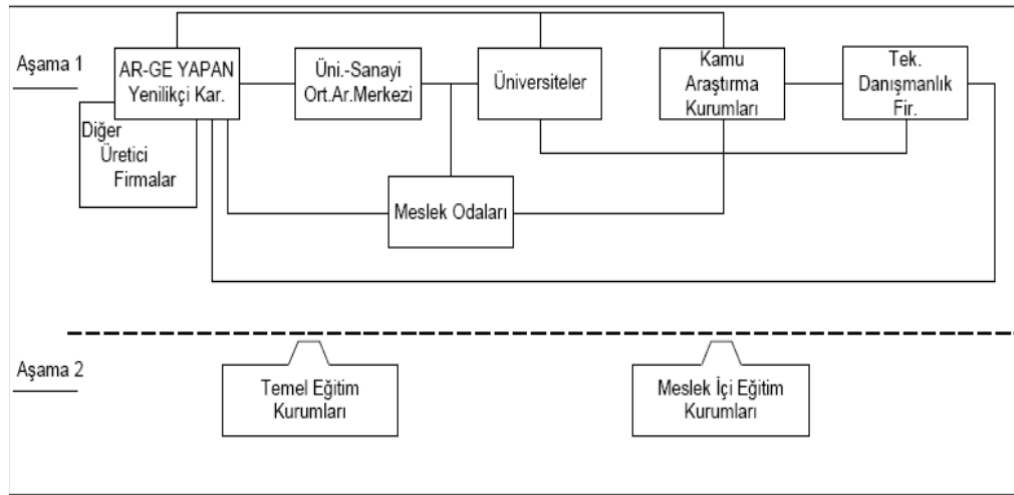 Aşama 1
AR-GE YAPAN
Yenilikçi Kar.
Üni.-Sanayi
Ort.Ar.Merkezi
Üniversiteler
Kamu
Araştırma
Kurumları
Tek.
Danışmanlık
Fir.
Diğer
Üretici
Firmalar
Meslek Odaları
Aşama 2
Temel Eğitim
Kurumları
Meslek İçi Eğitim
Kurumları